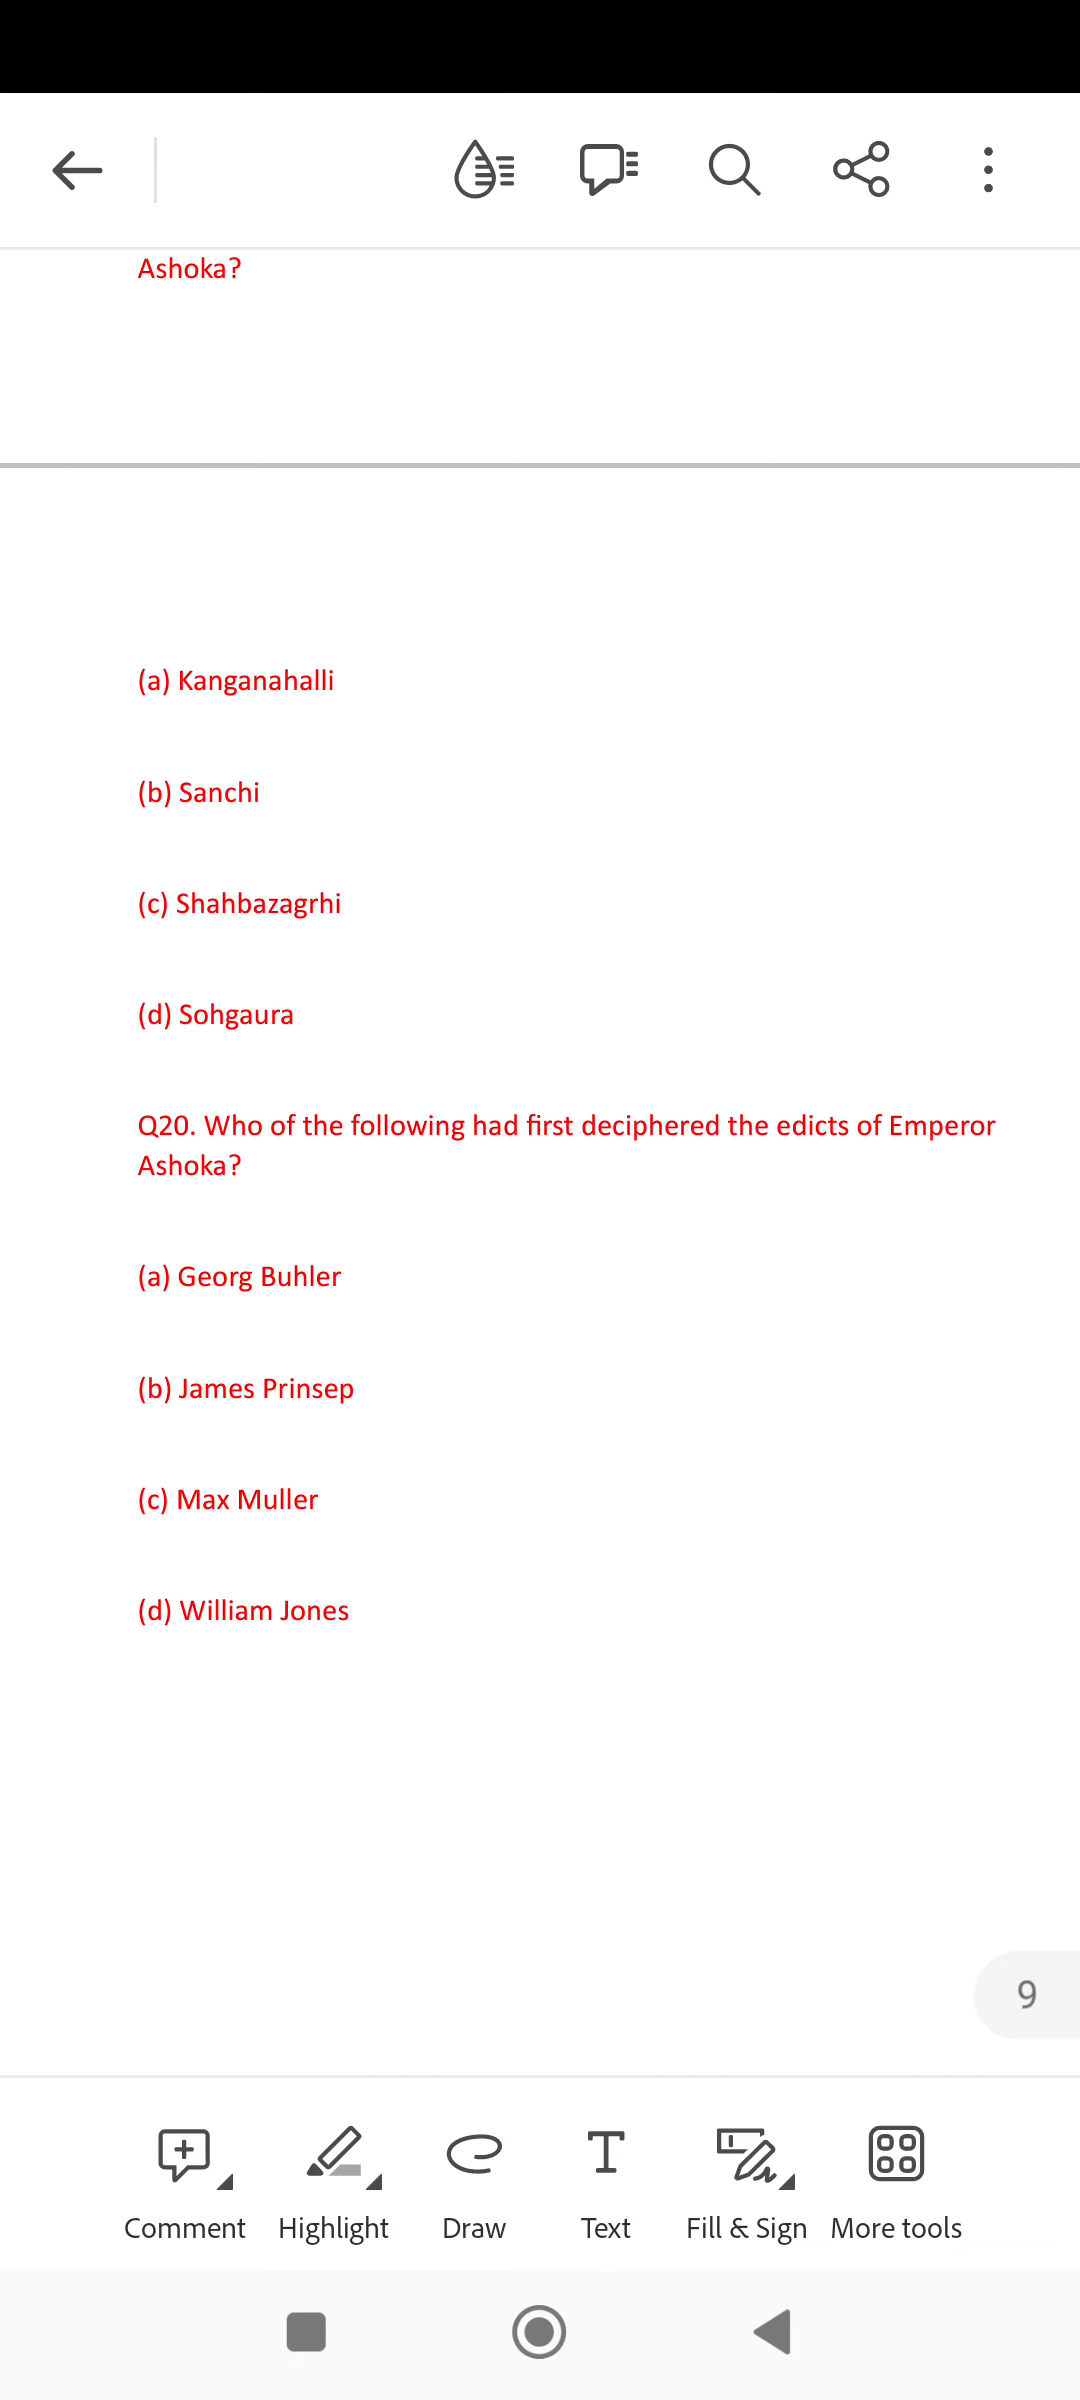 Ashoka?
(a) Kanganahalli
(b) Sanchi
(c) Shahbazagrhi
(d) Sohgaura
Q20. Who of the following had first deciphered the edicts of Emperor
Ashoka?
(a) Georg Buhler
(b) James Prinsep
(c) Max Muller
(d) William Jones
9
Comment Highlight Draw Text Fill & Sign More tools